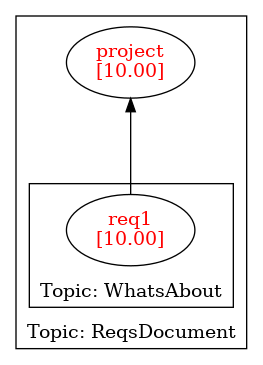 project
[10.00]
req1
[10.00]
Topic: WhatsAbout
Topic: ReqsDocument